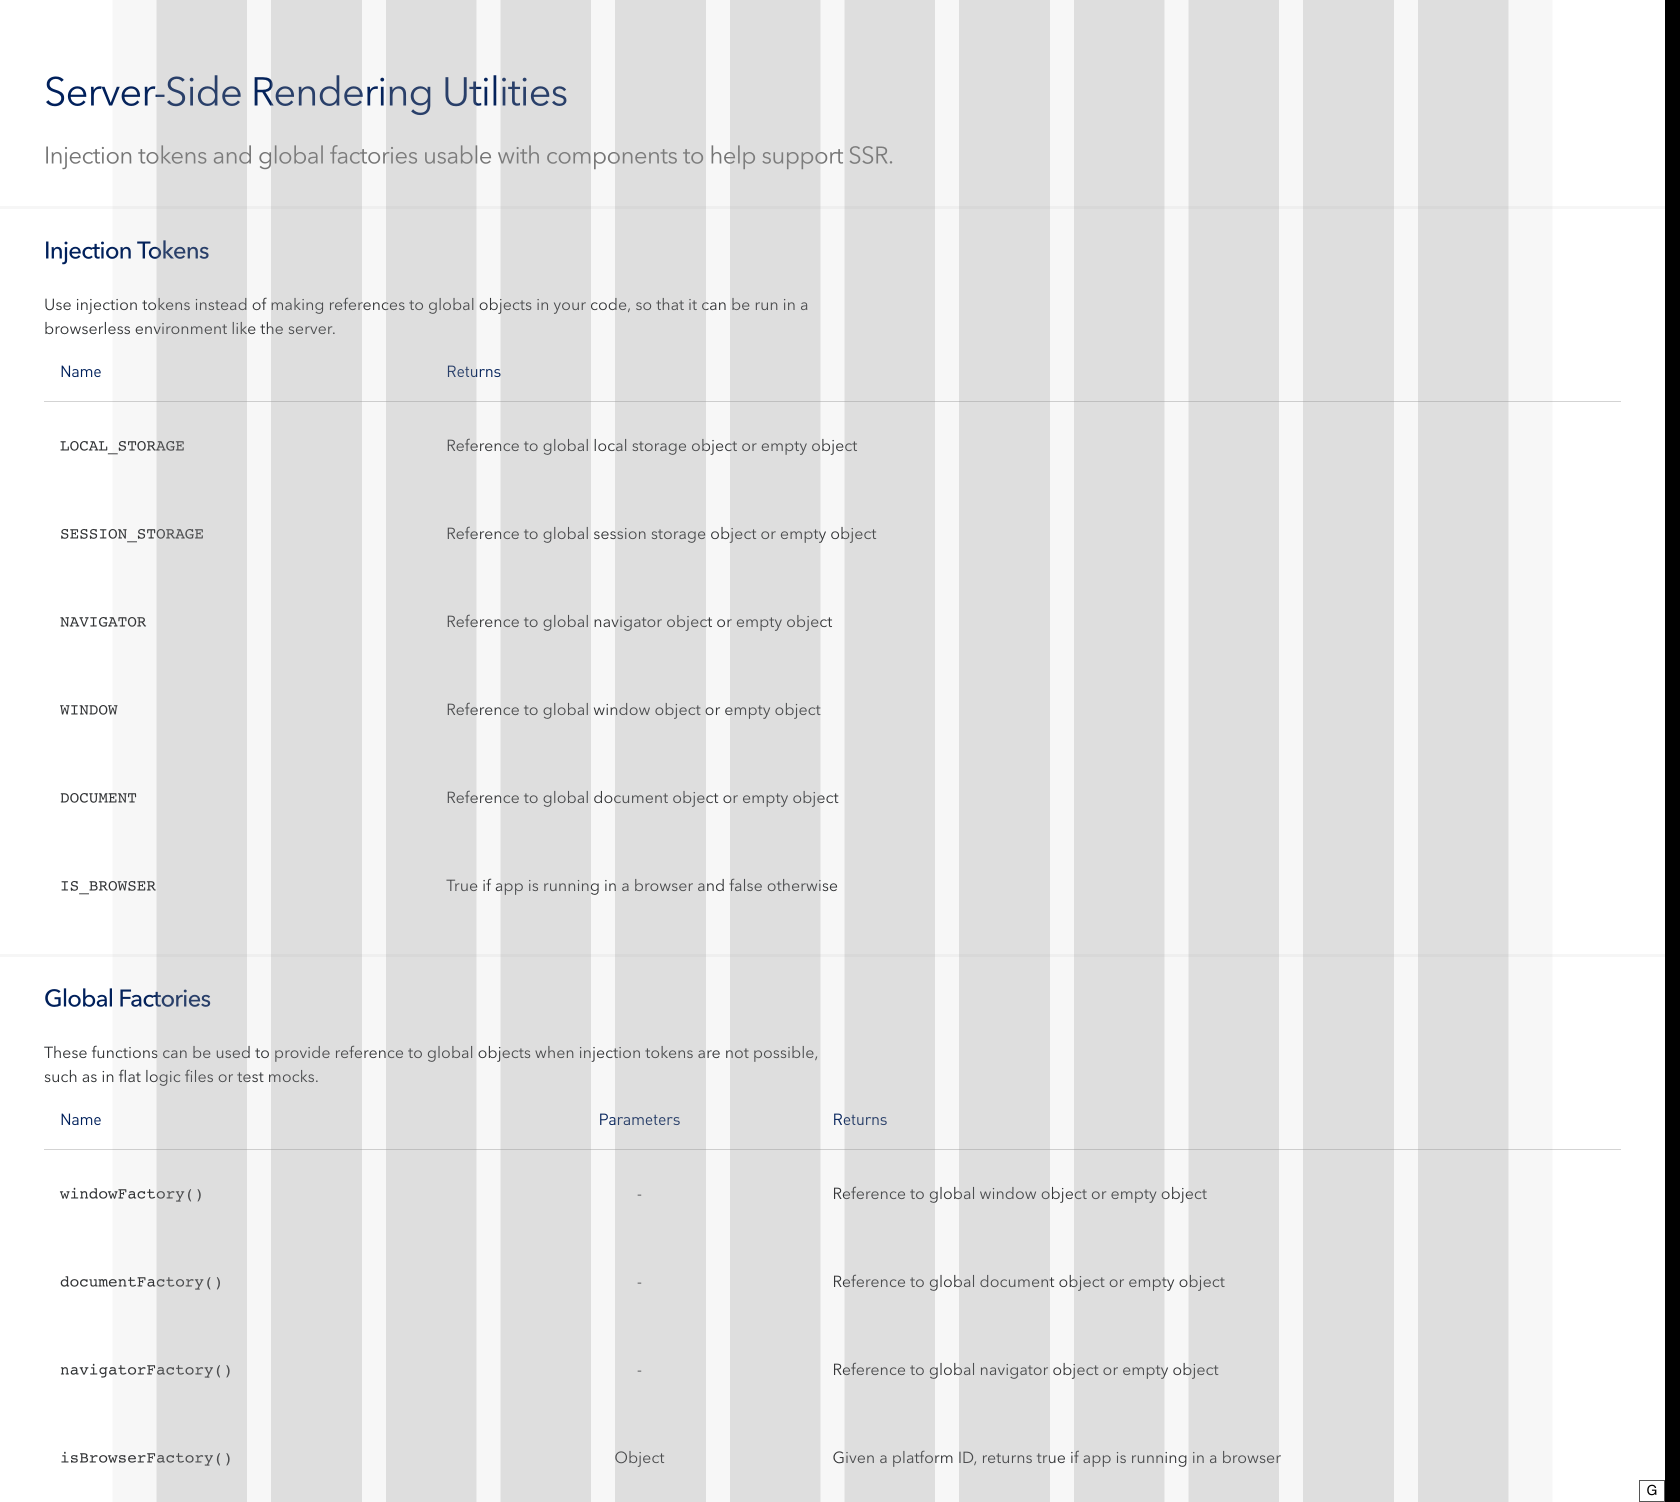 Server-Side Rendering Utilities
Injection tokens and global factories usable with components to help support SSR.
Injection Tokens
Use injection tokens instead of making references to global objects in your code, so that it can be run in a
browserless environment like the server.
Name Returns
LOCAL_STORAGE Reference to global local storage object or empty object
SESSION_STORAGE Reference to global session storage object or empty object
NAVIGATOR Reference to global navigator object or empty object
WINDOW Reference to global window object or empty object
DOCUMENT Reference to global document object or empty object
IS_BROWSER True if app is running in a browser and false otherwise
Global Factories
These functions can be used to provide reference to global objects when injection tokens are not possible,
such as in flat logic files or test mocks.
Name Parameters Returns
windowFactory() - Reference to global window object or empty object
documentFactory() - Reference to global document object or empty object
navigatorFactory() - Reference to global navigator object or empty object
isBrowserFactory() Object Given a platform ID, returns true if app is running in a browser
G